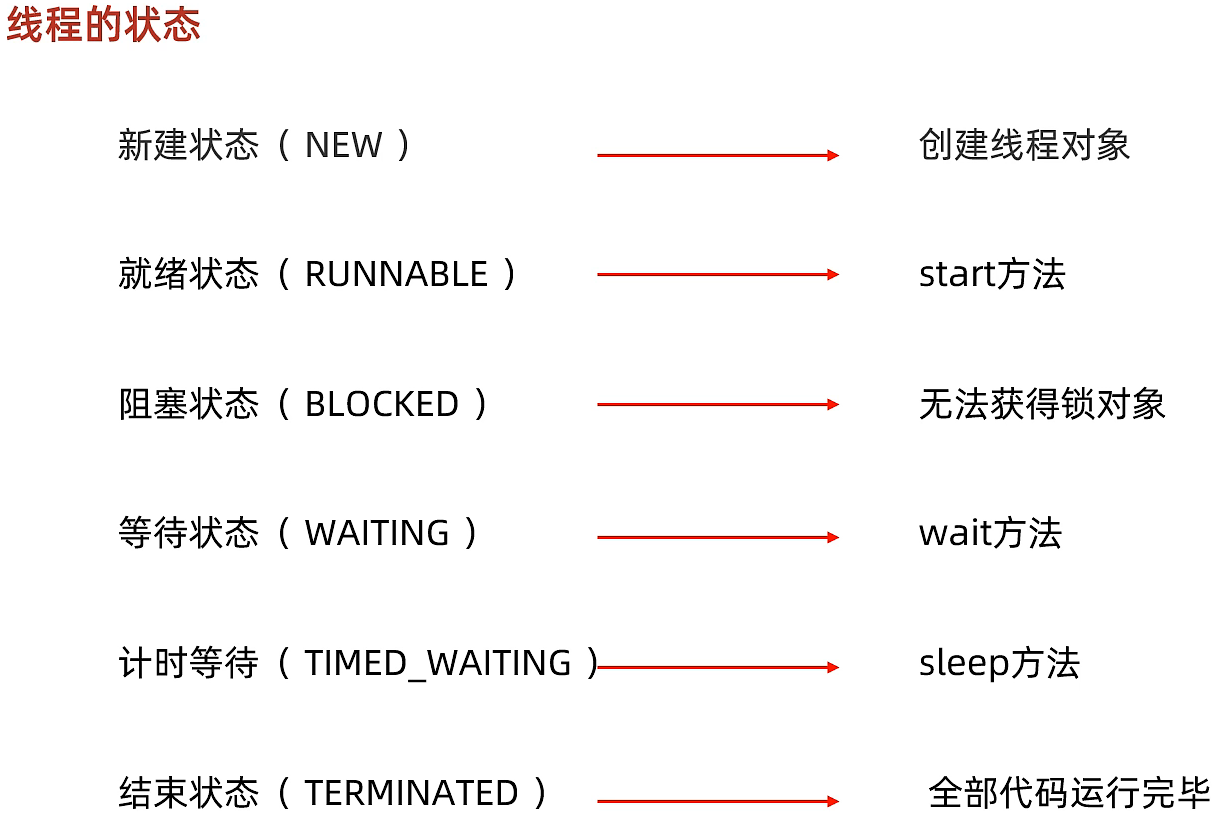 线程的状态
新建状态（ NEW ） 创建线程对象
就绪状态（ RUNNABLE ） start方法
阻塞状态（ BLOCKED ） 无法获得锁对象
等待状态（ WAITING ） wait方法
计时等待（ TIMED_WAITING ） sleep方法
结束状态（ TERMINATED ） 全部代码运行完毕